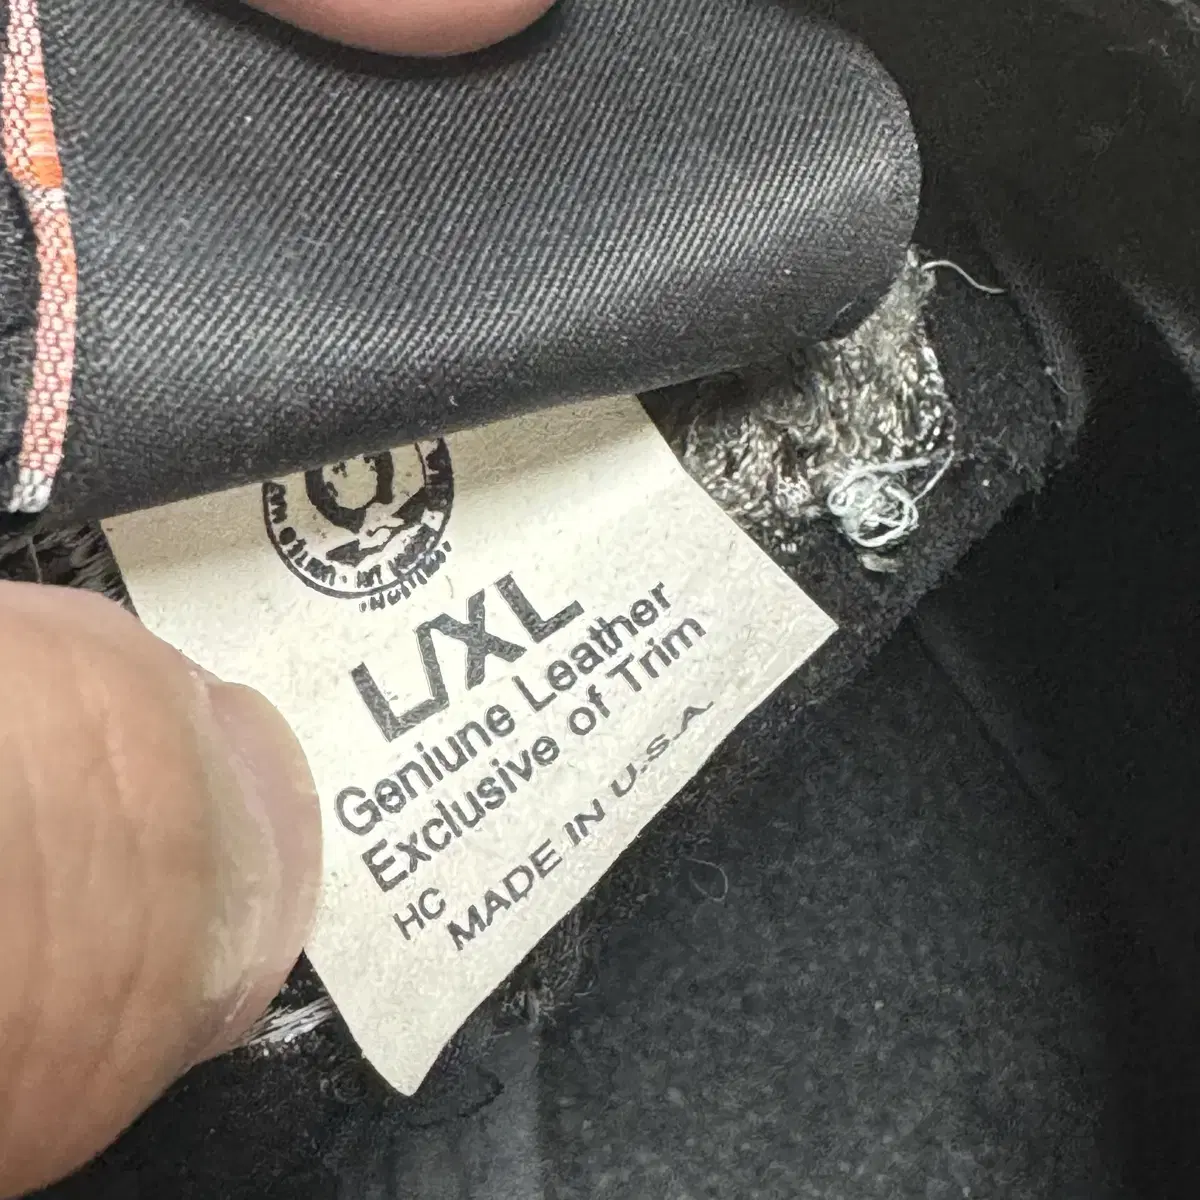 L/XL
Geniune Leather
Exclusive of Trim
HC
MADE IN U.S.A.